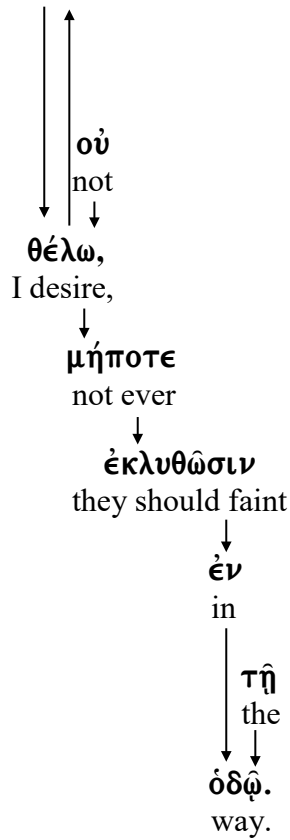 οὐ
not
θέλω,
I desire,
μήποτε
not ever
ἐκλυθῶσιν
they should faint
ἐν
in
τῇ
the
ὁδῷ.
way.